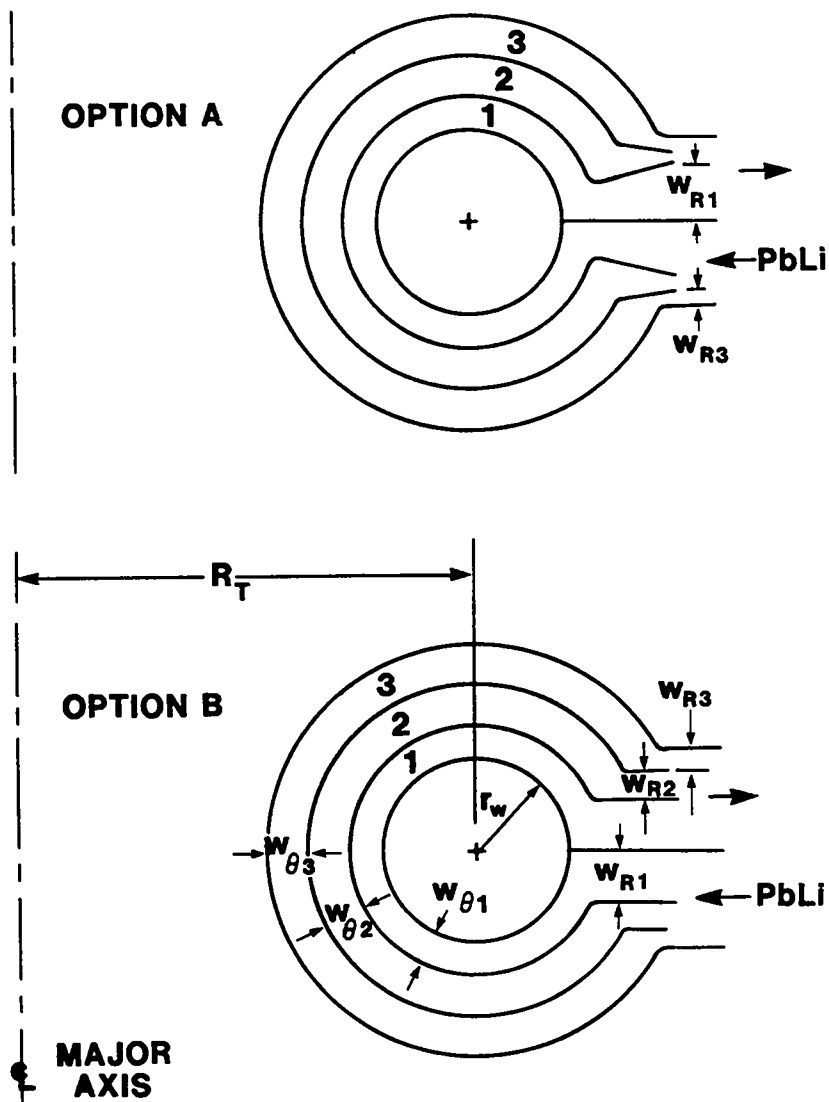 OPTION A
3
2
1
W_R1
PbLi
W_R3
R_T
OPTION B
3
2
1
W_R3
W_R2
r_w
W_θ3
W_θ2
W_θ1
W_R1
PbLi
C L
MAJOR
AXIS